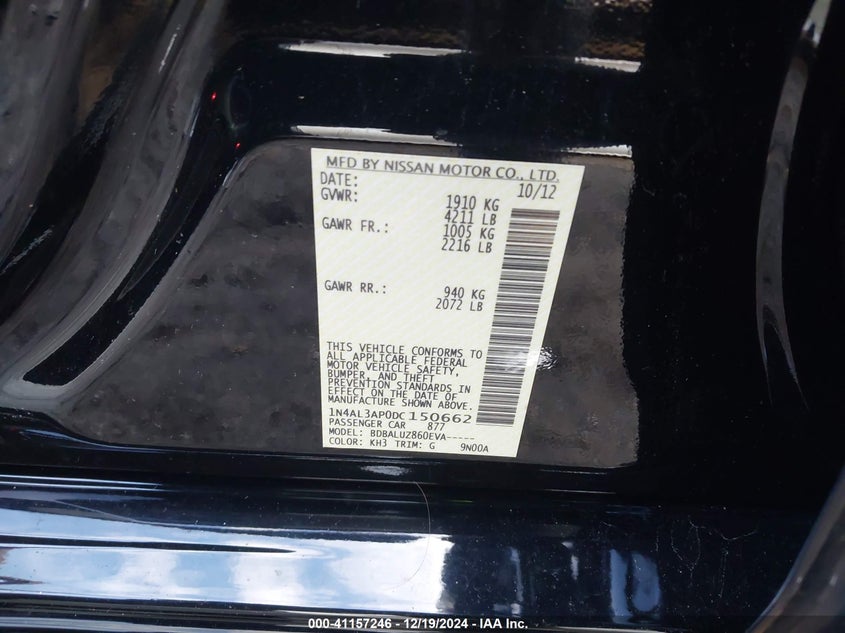 MFD BY NISSAN MOTOR CO., LTD.
DATE: 10/12
GVWR: 1910 KG
4211 LB
GAWR FR.: 1005 KG
2216 LB
GAWR RR.: 940 KG
2072 LB
THIS VEHICLE CONFORMS TO
ALL APPLICABLE FEDERAL
MOTOR VEHICLE SAFETY,
BUMPER, AND THEFT
PREVENTION STANDARDS IN
EFFECT ON THE DATE OF
MANUFACTURE SHOWN ABOVE.
1N4AL3AP0DC150662
PASSENGER CAR 877
MODEL: BDBALUZ860EVA-----
COLOR: KH3 TRIM: G 9N00A
000-41157246 - 12/19/2024 - IAA Inc.